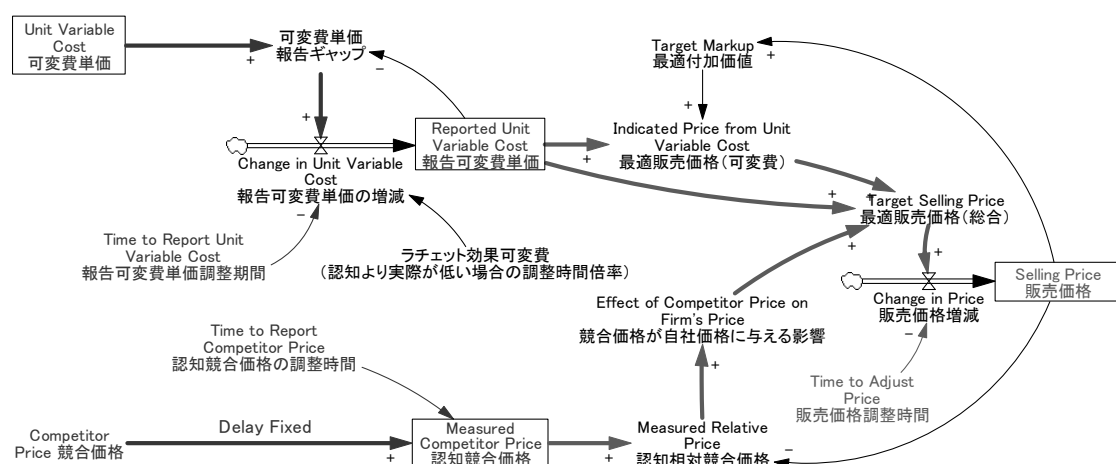 Unit Variable
Cost
可変費単価
+
可変費単価
報告ギャップ
−
+
Change in Unit Variable
Cost
報告可変費単価の増減
−
Time to Report Unit
Variable Cost
報告可変費単価調整期間
ラチェット効果可変費
（認知より実際が低い場合の調整時間倍率）
Reported Unit
Variable Cost
報告可変費単価
+
Target Markup
最適付加価値
+
+
Indicated Price from Unit
Variable Cost
最適販売価格（可変費）
+
+
Target Selling Price
最適販売価格（総合）
+
+
Change in Price
販売価格増減
−
Selling Price
販売価格
Time to Adjust
Price
販売価格調整時間
Effect of Competitor Price on
Firm's Price
競合価格が自社価格に与える影響
+
Time to Report
Competitor Price
認知競合価格の調整時間
Competitor
Price 競合価格
Delay Fixed
+
Measured
Competitor Price
認知競合価格
+
Measured Relative
Price
認知相対競合価格
−